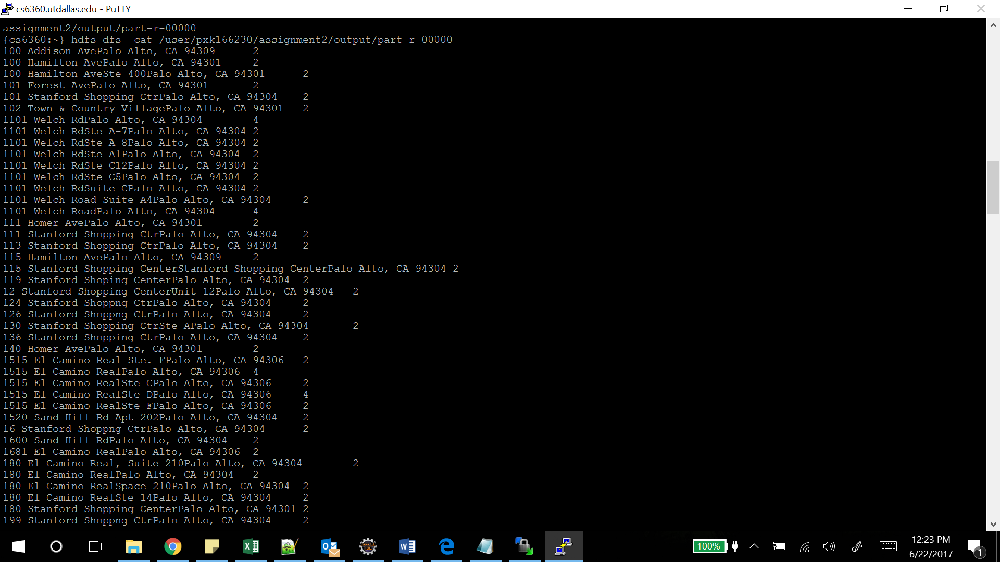 cs6360.utdallas.edu - PuTTY
assignment2/output/part-r-00000
{cs6360:~} hdfs dfs -cat /user/pxk166230/assignment2/output/part-r-00000
100 Addison AvePalo Alto, CA 94309 2
100 Hamilton AvePalo Alto, CA 94301 2
100 Hamilton AveSte 400Palo Alto, CA 94301 2
101 Forest AvePalo Alto, CA 94301 2
101 Stanford Shopping CtrPalo Alto, CA 94304 2
102 Town & Country VillagePalo Alto, CA 94301 2
1101 Welch RdPalo Alto, CA 94304 4
1101 Welch RdSte A-7Palo Alto, CA 94304 2
1101 Welch RdSte A-8Palo Alto, CA 94304 2
1101 Welch RdSte A1Palo Alto, CA 94304 2
1101 Welch RdSte C12Palo Alto, CA 94304 2
1101 Welch RdSte C5Palo Alto, CA 94304 2
1101 Welch RdSuite CPalo Alto, CA 94304 2
1101 Welch Road Suite A4Palo Alto, CA 94304 2
1101 Welch RoadPalo Alto, CA 94304 4
111 Homer AvePalo Alto, CA 94301 2
111 Stanford Shopping CtrPalo Alto, CA 94304 2
113 Stanford Shopping CtrPalo Alto, CA 94304 2
115 Hamilton AvePalo Alto, CA 94309 2
115 Stanford Shopping CenterStanford Shopping CenterPalo Alto, CA 94304 2
119 Stanford Shoping CenterPalo Alto, CA 94304 2
12 Stanford Shopping CenterUnit 12Palo Alto, CA 94304 2
124 Stanford Shoppng CtrPalo Alto, CA 94304 2
126 Stanford Shoppng CtrPalo Alto, CA 94304 2
130 Stanford Shopping CtrSte APalo Alto, CA 94304 2
136 Stanford Shopping CtrPalo Alto, CA 94304 2
140 Homer AvePalo Alto, CA 94301 2
1515 El Camino Real Ste. FPalo Alto, CA 94306 2
1515 El Camino RealPalo Alto, CA 94306 4
1515 El Camino RealSte CPalo Alto, CA 94306 2
1515 El Camino RealSte DPalo Alto, CA 94306 4
1515 El Camino RealSte FPalo Alto, CA 94306 2
1520 Sand Hill Rd Apt 202Palo Alto, CA 94304 2
16 Stanford Shoppng CtrPalo Alto, CA 94304 2
1600 Sand Hill RdPalo Alto, CA 94304 2
1681 El Camino RealPalo Alto, CA 94306 2
180 El Camino Real, Suite 210Palo Alto, CA 94304 2
180 El Camino RealPalo Alto, CA 94304 2
180 El Camino RealSpace 210Palo Alto, CA 94304 2
180 El Camino RealSte 14Palo Alto, CA 94304 2
180 Stanford Shopping CenterPalo Alto, CA 94301 2
199 Stanford Shoppng CtrPalo Alto, CA 94304 2
100%
12:23 PM
6/22/2017
1